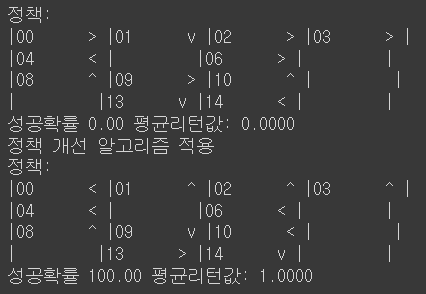 정책:
|00 > |01 v |02 > |03 > |
|04 < | |06 > | |
|08 ^ |09 > |10 ^ | |
| |13 v |14 < |
성공확률 0.00 평균리턴값: 0.0000
정책 개선 알고리즘 적용
정책:
|00 < |01 ^ |02 ^ |03 ^ |
|04 < | |06 < | |
|08 ^ |09 v |10 < | |
| |13 > |14 v |
성공확률 100.00 평균리턴값: 1.0000